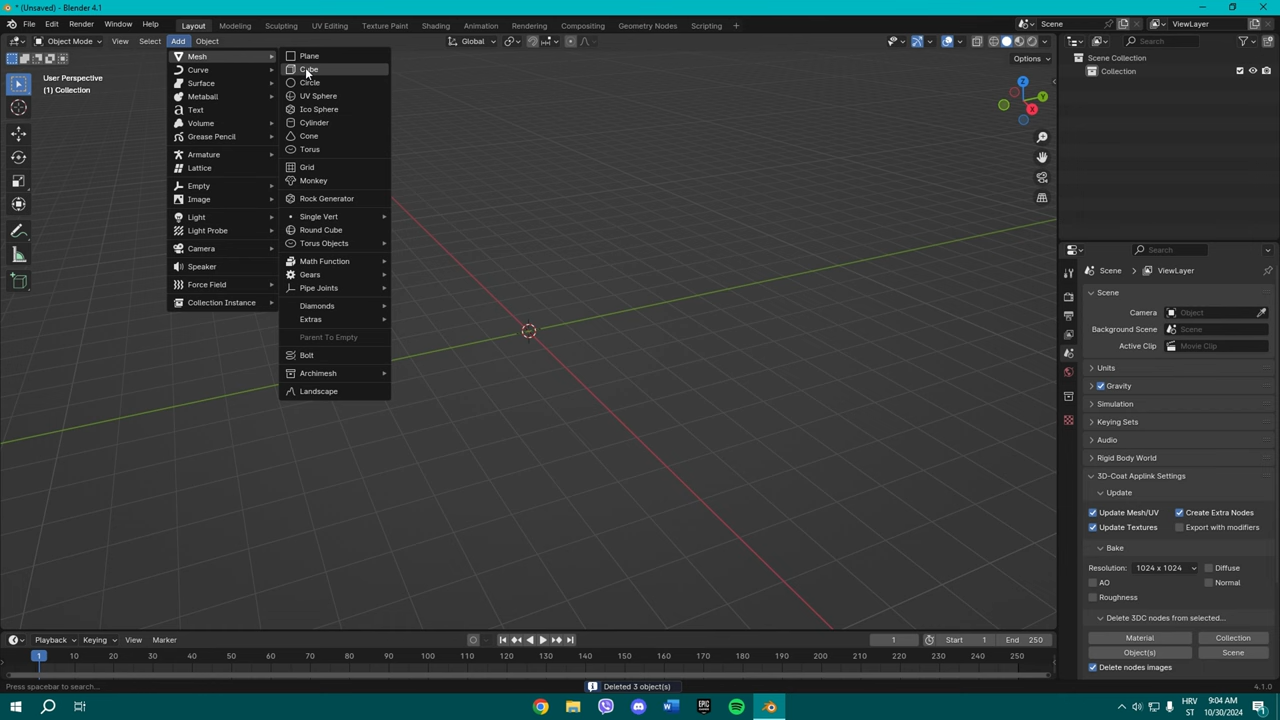 * (Unsaved) - Blender 4.1
File Edit Render Window Help Layout Modeling Sculpting UV Editing Texture Paint Shading Animation Rendering Compositing Geometry Nodes Scripting + Scene ViewLayer
Object Mode View Select Add Object Global Search
Options
User Perspective
(1) Collection
Mesh
Curve
Surface
Metaball
Text
Volume
Grease Pencil
Armature
Lattice
Empty
Image
Light
Light Probe
Camera
Speaker
Force Field
Collection Instance
Plane
Cube
Circle
UV Sphere
Ico Sphere
Cylinder
Cone
Torus
Grid
Monkey
Rock Generator
Single Vert
Round Cube
Torus Objects
Math Function
Gears
Pipe Joints
Diamonds
Extras
Parent To Empty
Bolt
Archimesh
Landscape
Z
Y
X
Scene Collection
Collection
Search
Scene ViewLayer
Scene
Camera Object
Background Scene Scene
Active Clip Movie Clip
Units
Gravity
Simulation
Keying Sets
Audio
Rigid Body World
3D-Coat Applink Settings
Update
Update Mesh/UV Create Extra Nodes
Update Textures Export with modifiers
Bake
Resolution: 1024 x 1024 Diffuse
AO Normal
Roughness
Delete 3DC nodes from selected...
Material Collection
Object(s) Scene
Delete nodes images
Playback Keying View Marker 1 Start 1 End 250
1 10 20 30 40 50 60 70 80 90 100 110 120 130 140 150 160 170 180 190 200 210 220 230 240 250
Press spacebar to search... Deleted 3 object(s) 4.1.0
HRV 9:04 AM
ST 10/30/2024